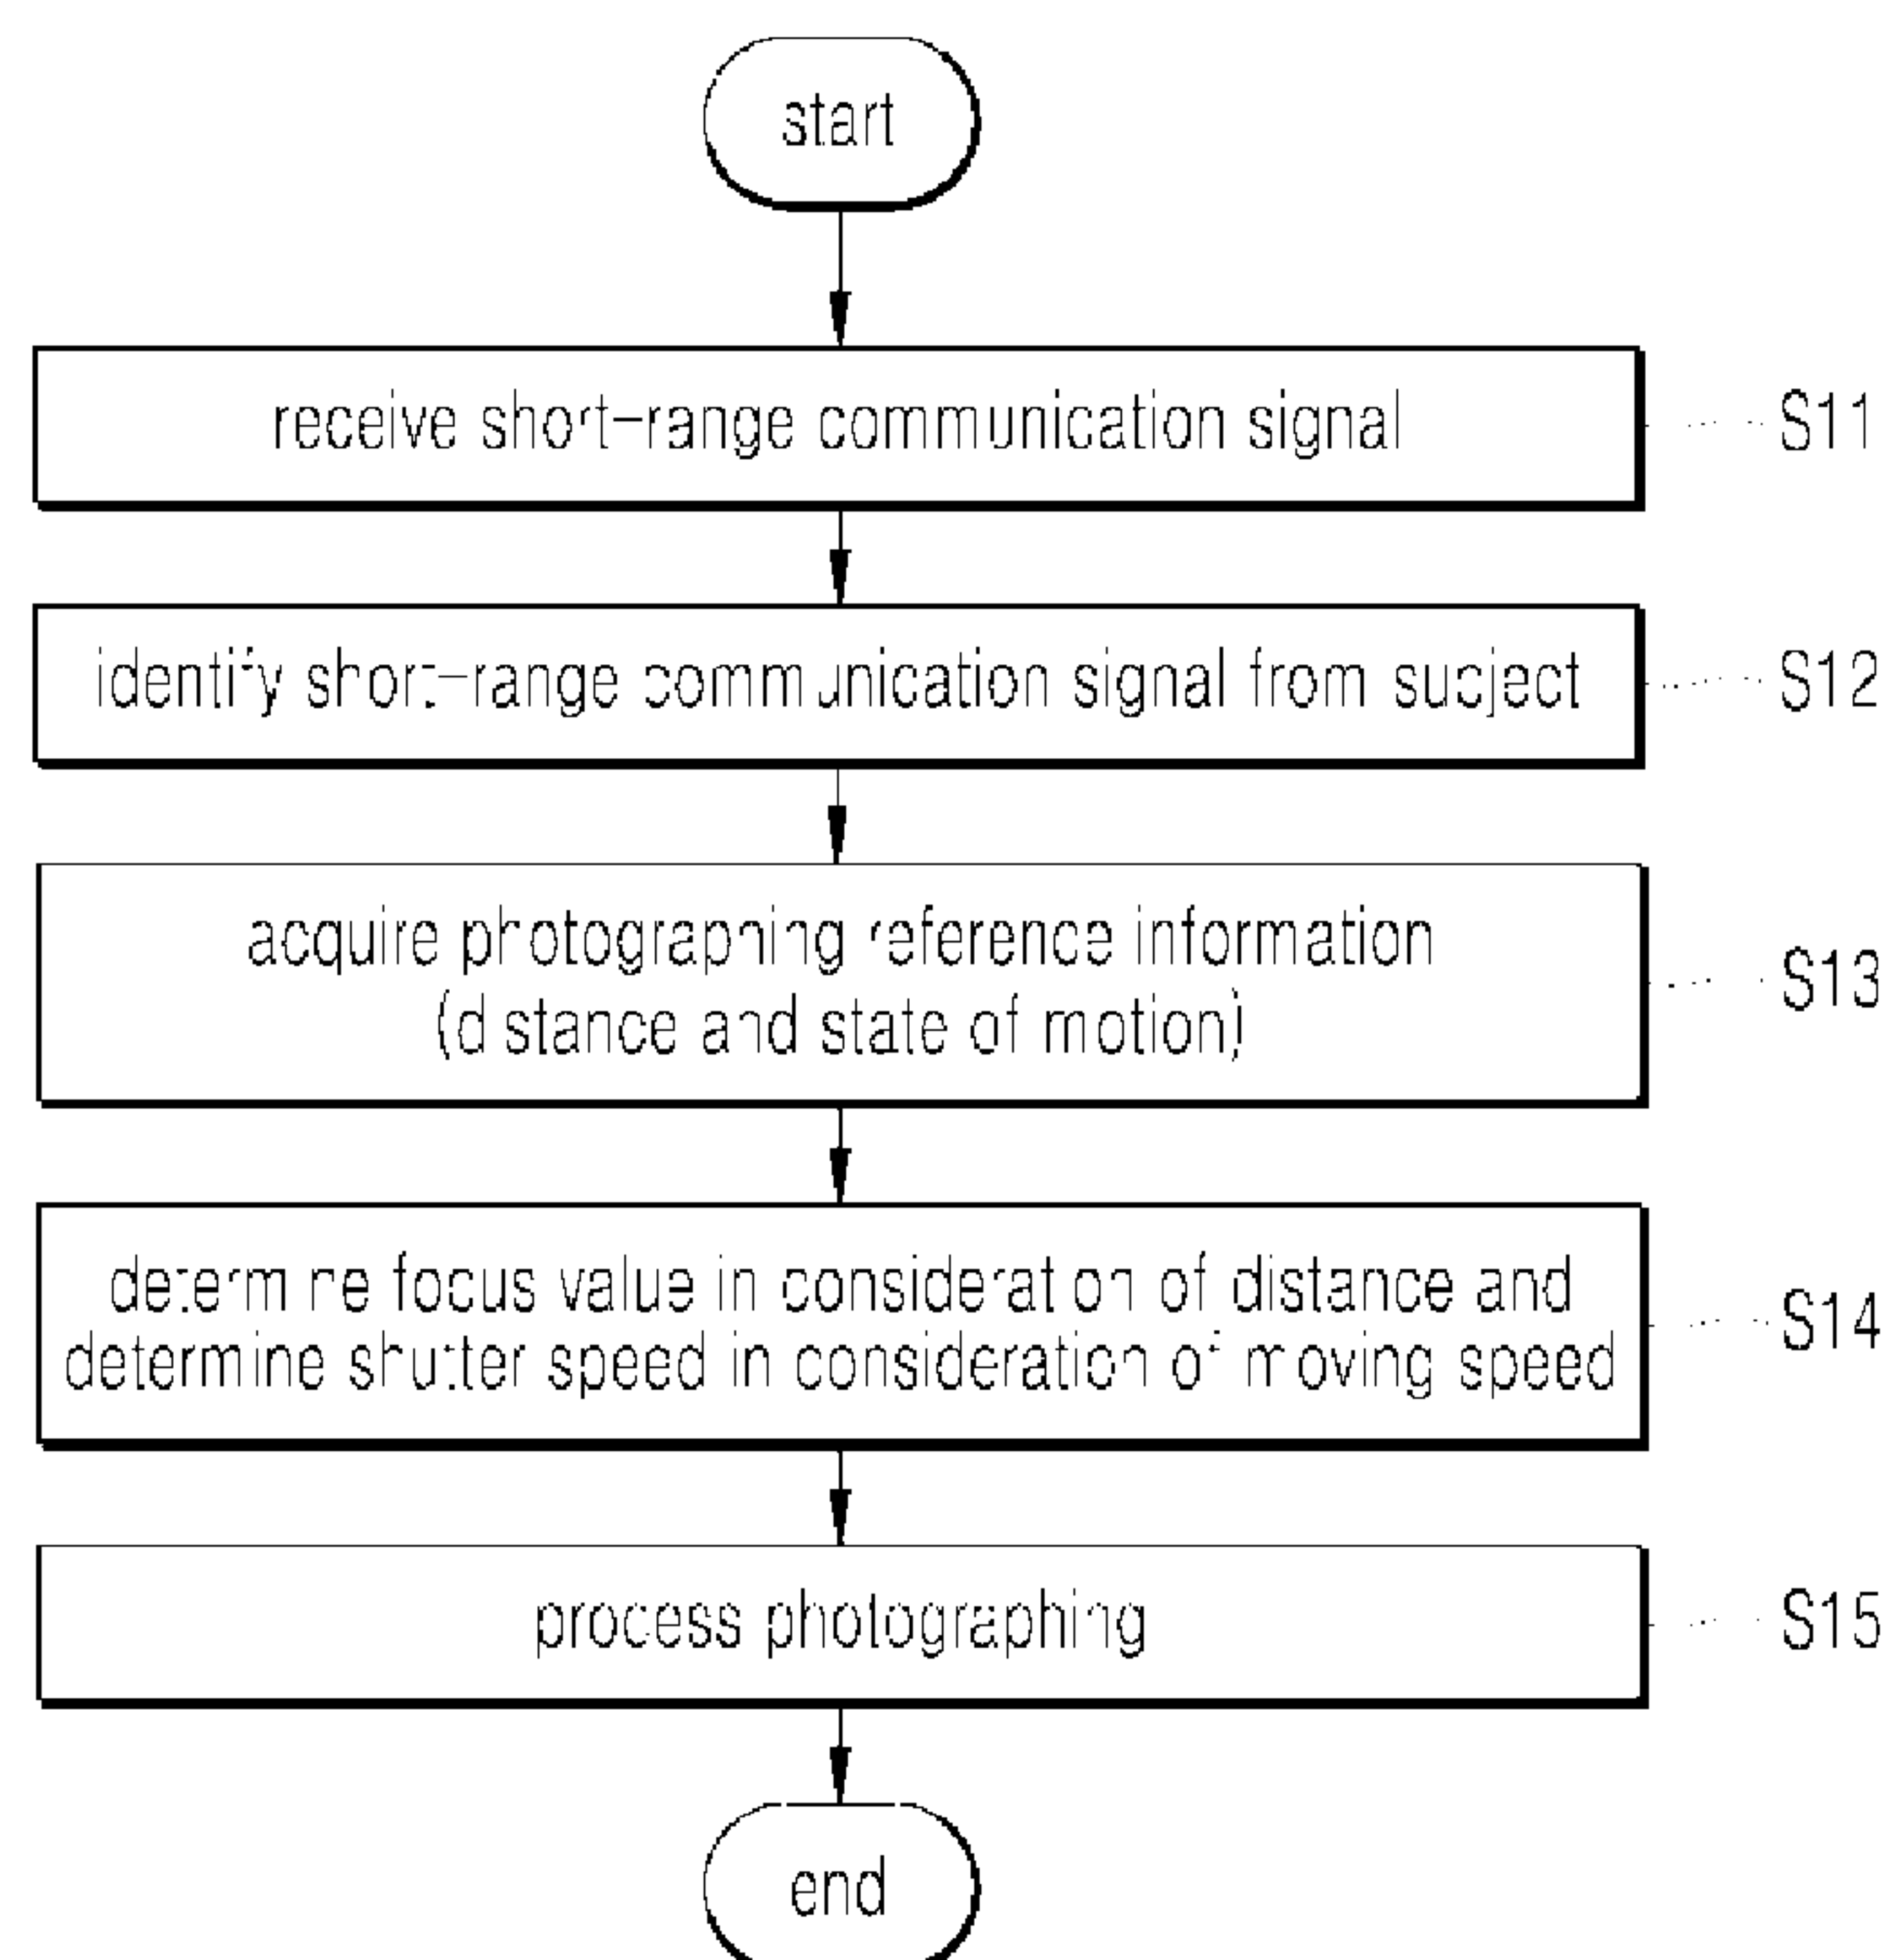 start
receive short-range communication signal
S11
identify short-range communication signal from subject
S12
acquire photographing reference information
(distance and state of motion)
S13
determine focus value in consideration of distance and
determine shutter speed in consideration of moving speed
S14
process photographing
S15
end